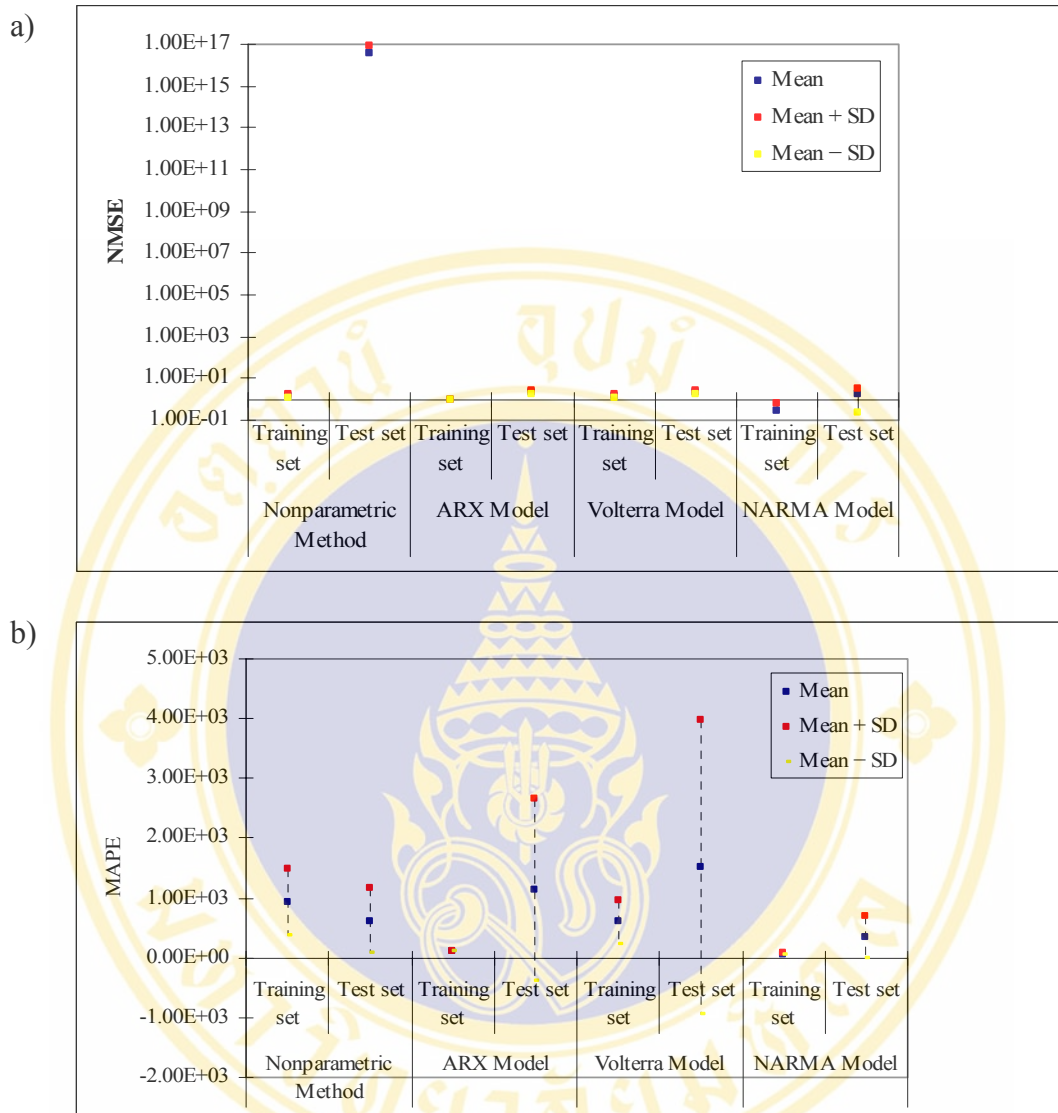 a)
1.00E+17
1.00E+15
1.00E+13
1.00E+11
1.00E+09
1.00E+07
1.00E+05
1.00E+03
1.00E+01
1.00E-01
NMSE
Mean
Mean + SD
Mean − SD
Training set
Test set
Training set
Test set
Training set
Test set
Training set
Test set
Nonparametric Method
ARX Model
Volterra Model
NARMA Model
b)
5.00E+03
4.00E+03
3.00E+03
2.00E+03
1.00E+03
0.00E+00
-1.00E+03
-2.00E+03
MAPE
Mean
Mean + SD
Mean − SD
Training set
Test set
Training set
Test set
Training set
Test set
Training set
Test set
Nonparametric Method
ARX Model
Volterra Model
NARMA Model